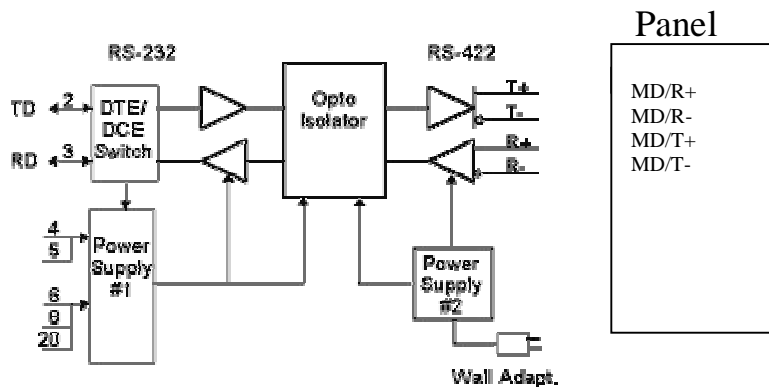 Panel
RS-232
RS-422
TD
2
DTE/
DCE
Switch
RD
3
Opto
Isolator
T+
T-
R+
R-
MD/R+
MD/R-
MD/T+
MD/T-
4
5
6
8
20
Power
Supply
#1
Power
Supply
#2
Wall Adapt.